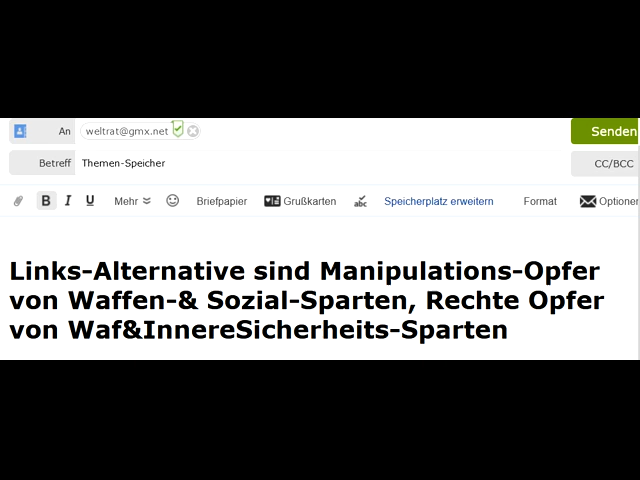 An weltrat@gmx.net Senden
Betreff Themen-Speicher CC/BCC
B I U Mehr Briefpapier Grußkarten abc Speicherplatz erweitern Format Optionen
Links-Alternative sind Manipulations-Opfer
von Waffen-& Sozial-Sparten, Rechte Opfer
von Waf&InnereSicherheits-Sparten